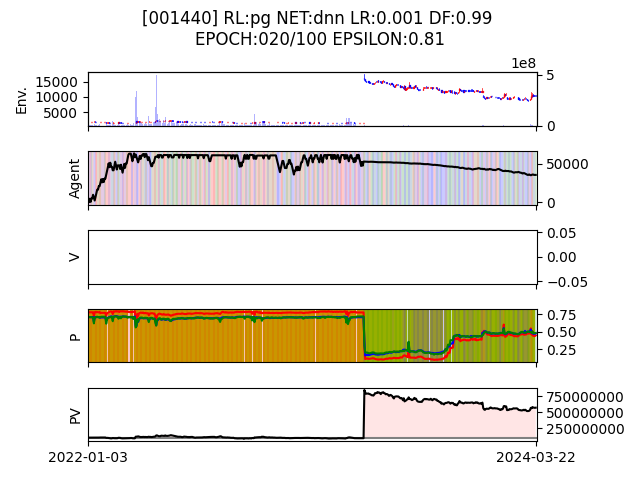 [001440] RL:pg NET:dnn LR:0.001 DF:0.99
EPOCH:020/100 EPSILON:0.81
1e8
Env.
15000
10000
5000
5
0
Agent
50000
0
V
0.05
0.00
−0.05
P
0.75
0.50
0.25
PV
750000000
500000000
250000000
2022-01-03
2024-03-22